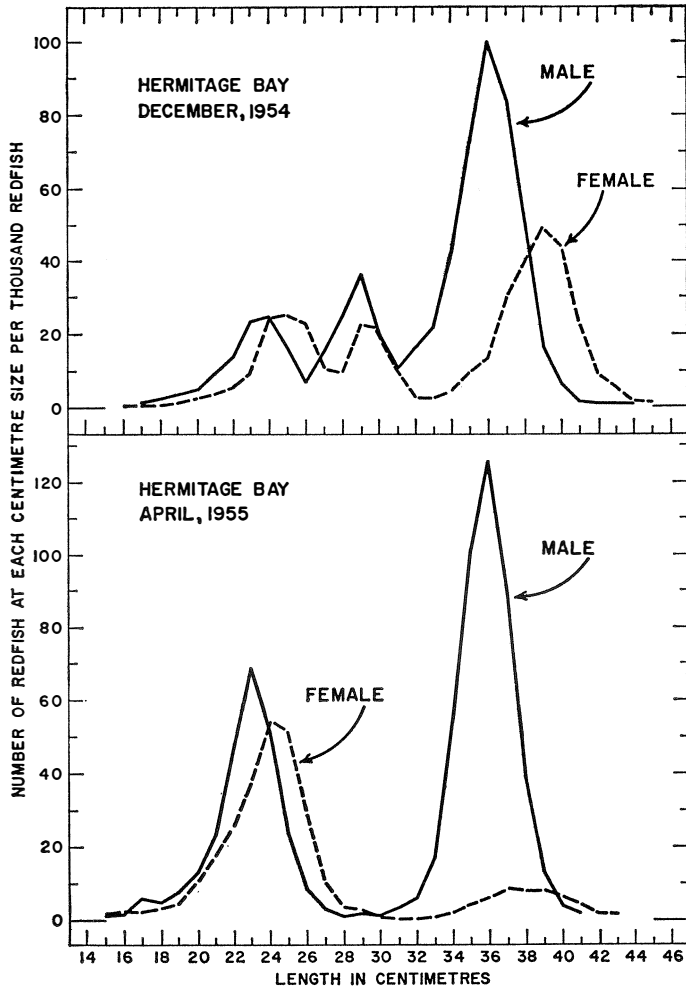 NUMBER OF REDFISH AT EACH CENTIMETRE SIZE PER THOUSAND REDFISH
HERMITAGE BAY
DECEMBER, 1954
MALE
FEMALE
100
80
60
40
20
0
HERMITAGE BAY
APRIL, 1955
MALE
FEMALE
120
100
80
60
40
20
0
14 16 18 20 22 24 26 28 30 32 34 36 38 40 42 44 46
LENGTH IN CENTIMETRES